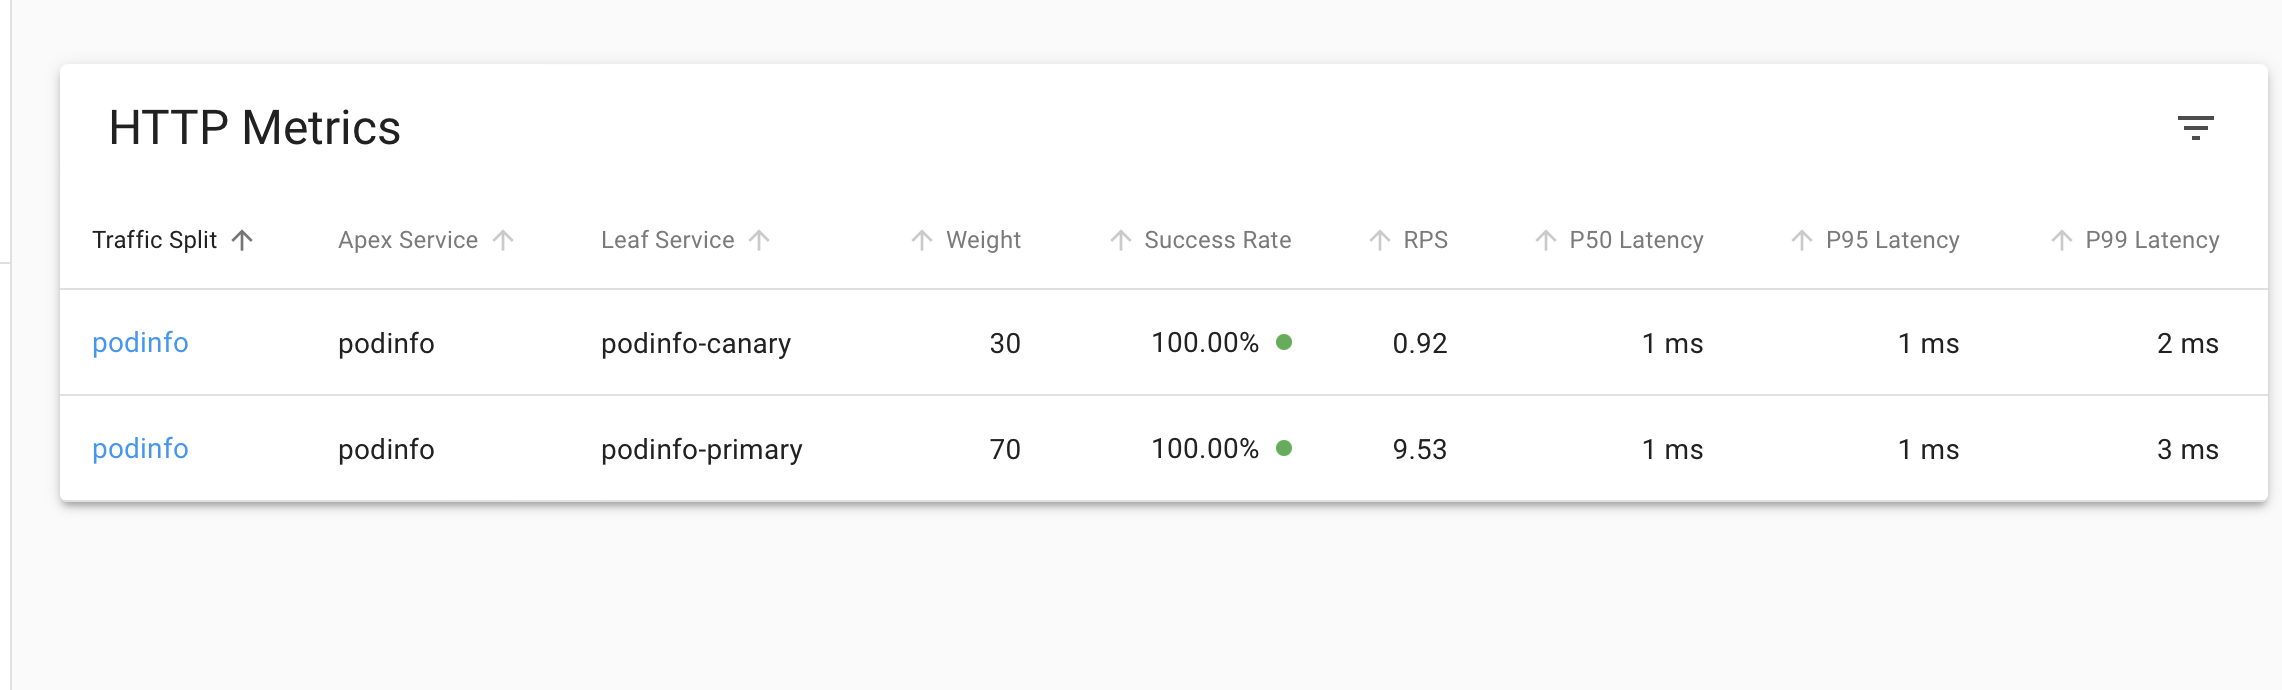 HTTP Metrics
Traffic Split Apex Service Leaf Service Weight Success Rate RPS P50 Latency P95 Latency P99 Latency
podinfo podinfo podinfo-canary 30 100.00% 0.92 1 ms 1 ms 2 ms
podinfo podinfo podinfo-primary 70 100.00% 9.53 1 ms 1 ms 3 ms